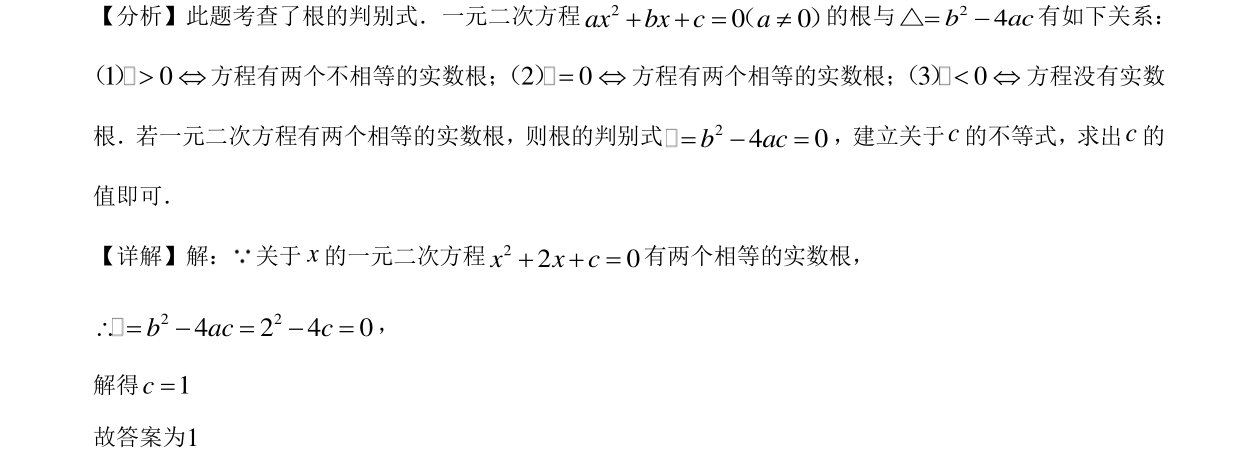 【分析】此题考查了根的判别式．一元二次方程ax²+bx+c=0(a≠0)的根与△=b²−4ac有如下关系：
(1)□>0⇔方程有两个不相等的实数根；(2)□=0⇔方程有两个相等的实数根；(3)□<0⇔方程没有实数
根．若一元二次方程有两个相等的实数根，则根的判别式□=b²−4ac=0，建立关于c的不等式，求出c的
值即可．
【详解】解：∵关于x的一元二次方程x²+2x+c=0有两个相等的实数根，
∴□=b²−4ac=2²−4c=0，
解得c=1
故答案为1